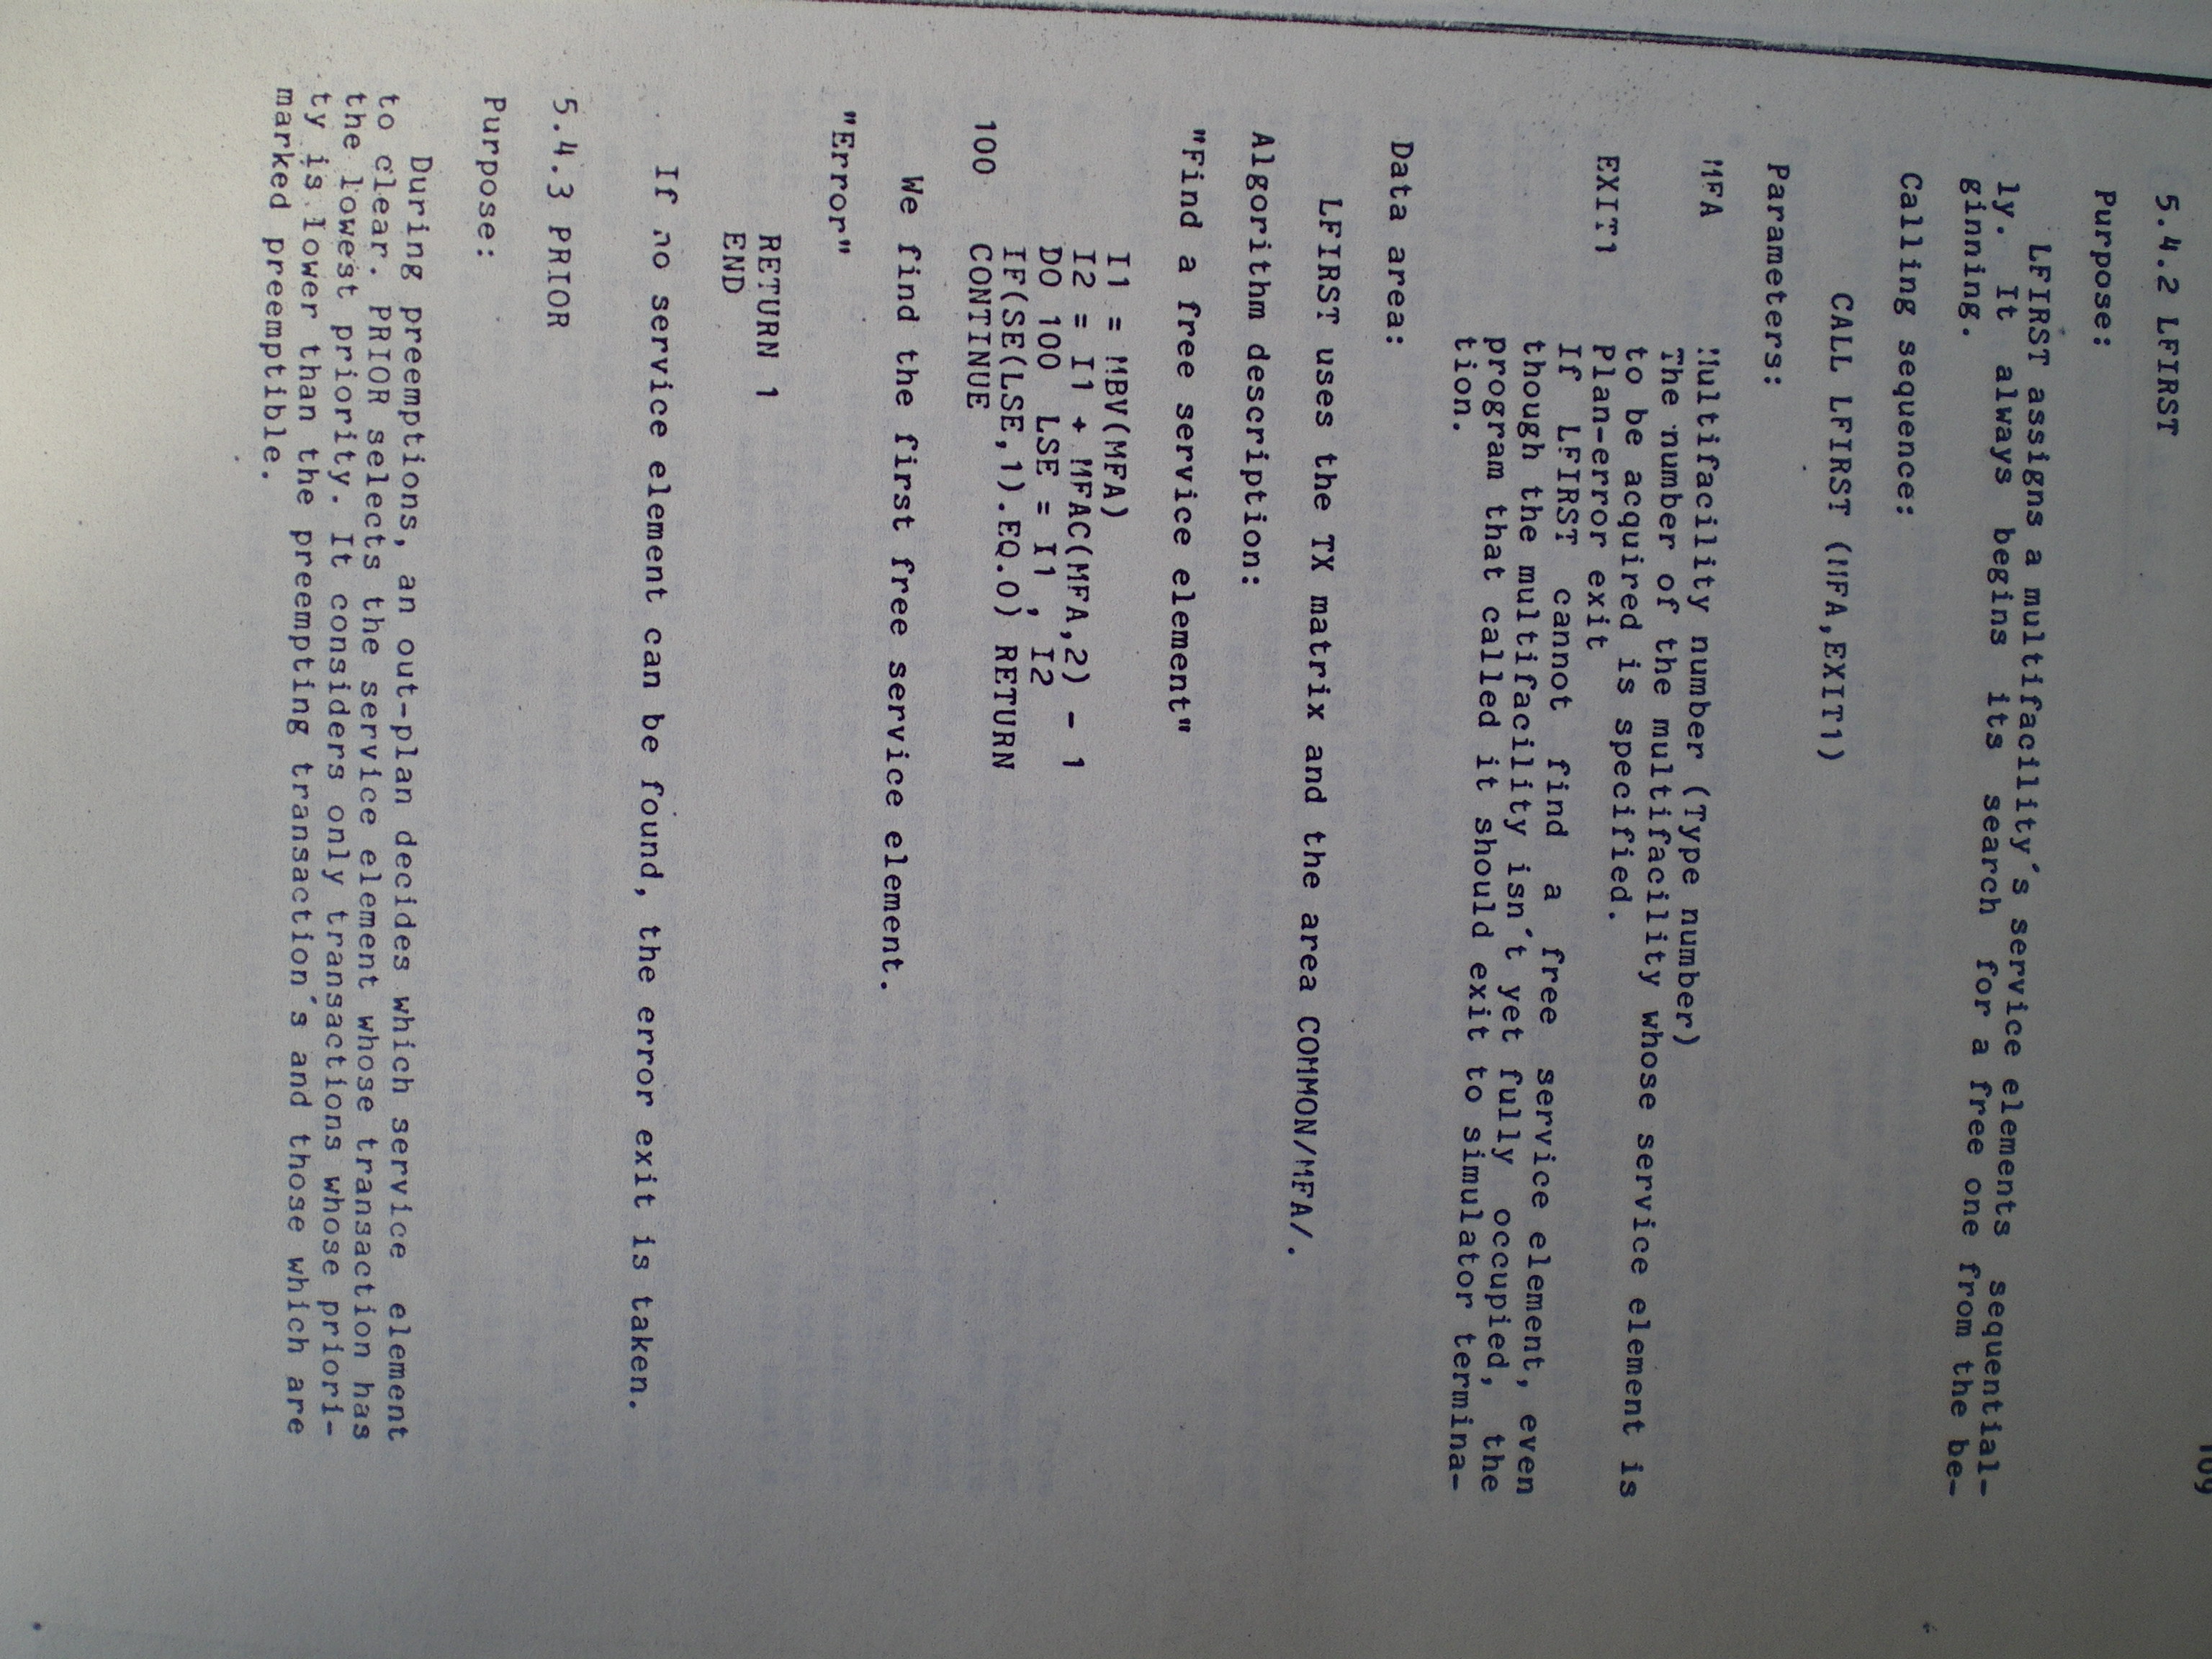 109
5.4.2 LFIRST
Purpose:
LFIRST assigns a multifacility´s service elements sequential-
ly. It always begins its search for a free one from the be-
ginning.
Calling sequence:
CALL LFIRST (MFA,EXIT1)
Parameters:
MFA Multifacility number (Type number)
The number of the multifacility whose service element is
to be acquired is specified.
EXIT1 Plan-error exit
If LFIRST cannot find a free service element, even
though the multifacility isn´t yet fully occupied, the
program that called it should exit to simulator termina-
tion.
Data area:
LFIRST uses the TX matrix and the area COMMON/MFA/.
Algorithm description:
"Find a free service element"
I1 = MBV(MFA)
I2 = I1 + MFAC(MFA,2) - 1
DO 100 LSE = I1 , I2
IF(SE(LSE,1).EQ.0) RETURN
100 CONTINUE
We find the first free service element.
"Error"
RETURN 1
END
If no service element can be found, the error exit is taken.
5.4.3 PRIOR
Purpose:
During preemptions, an out-plan decides which service element
to clear. PRIOR selects the service element whose transaction has
the lowest priority. It considers only transactions whose priori-
ty is lower than the preempting transaction´s and those which are
marked preemptible.